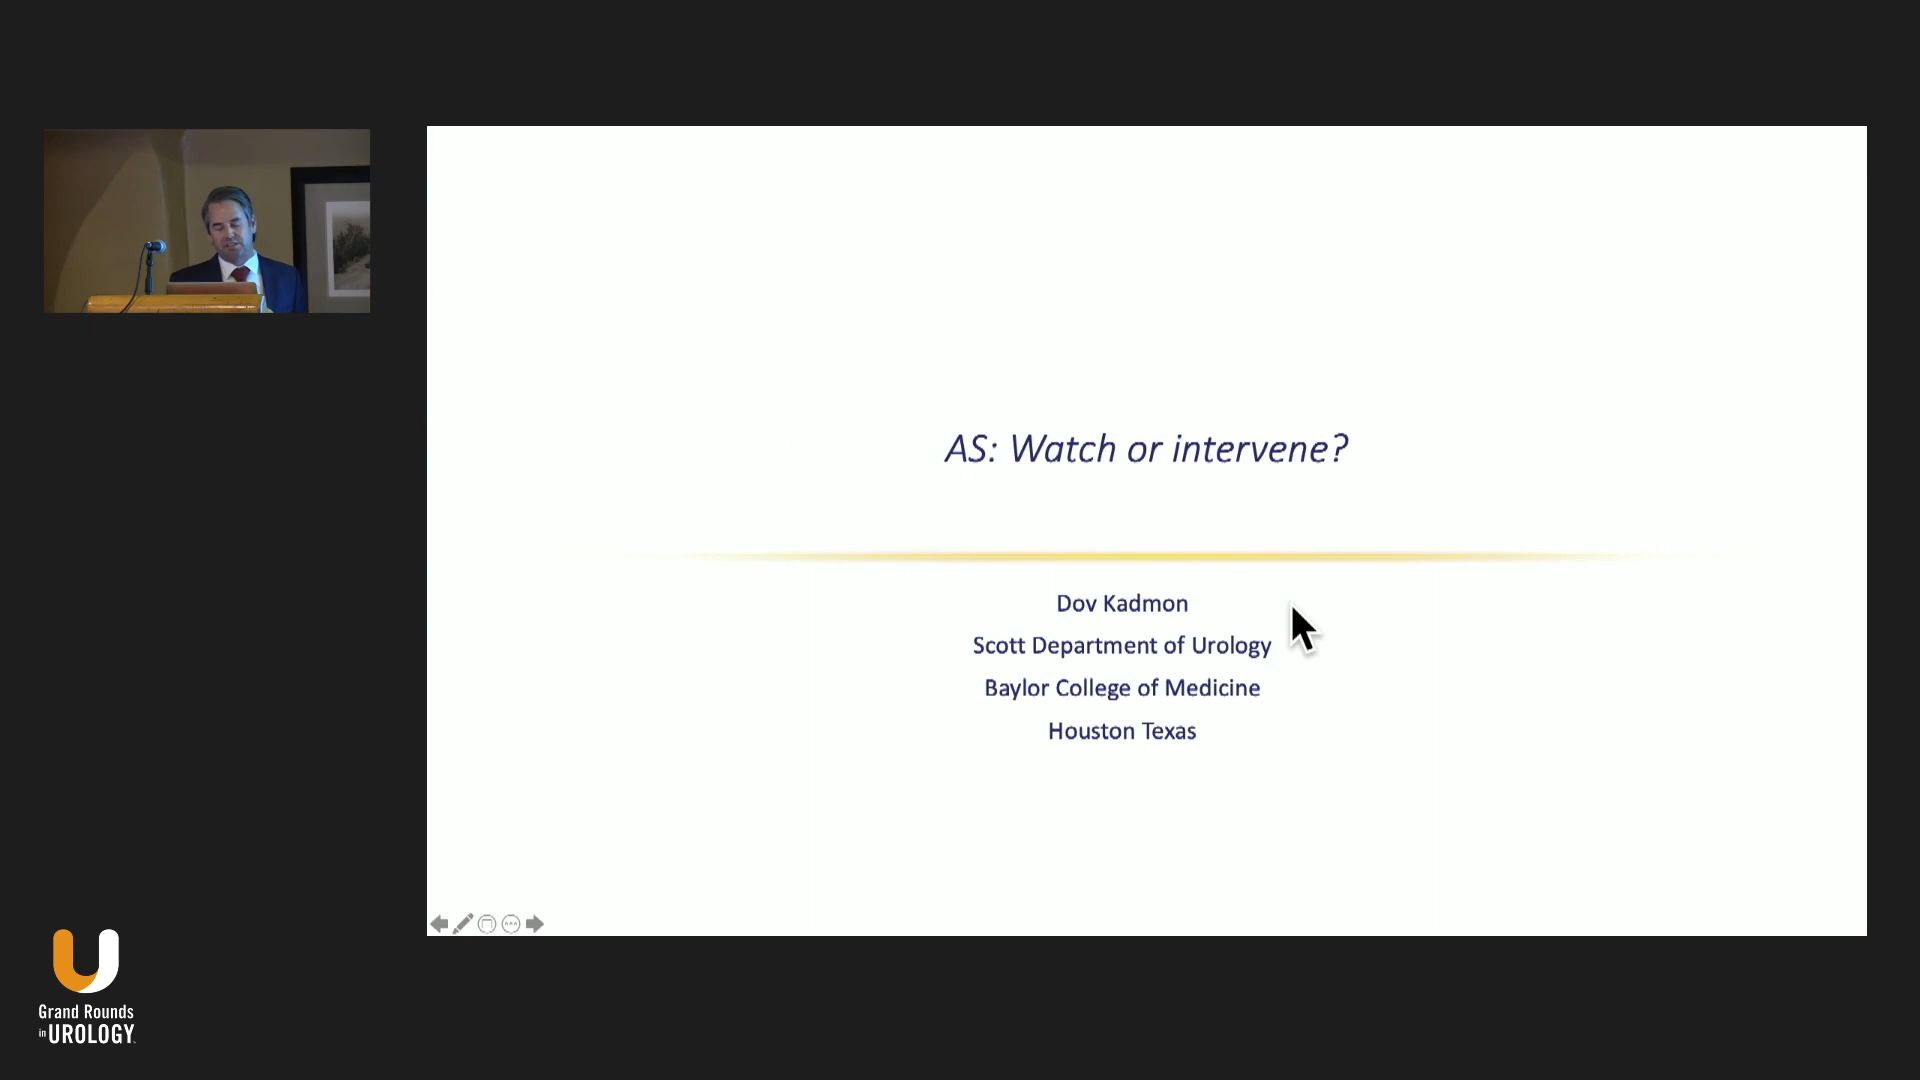 AS: Watch or intervene?
Dov Kadmon
Scott Department of Urology
Baylor College of Medicine
Houston Texas
Grand Rounds
in UROLOGY